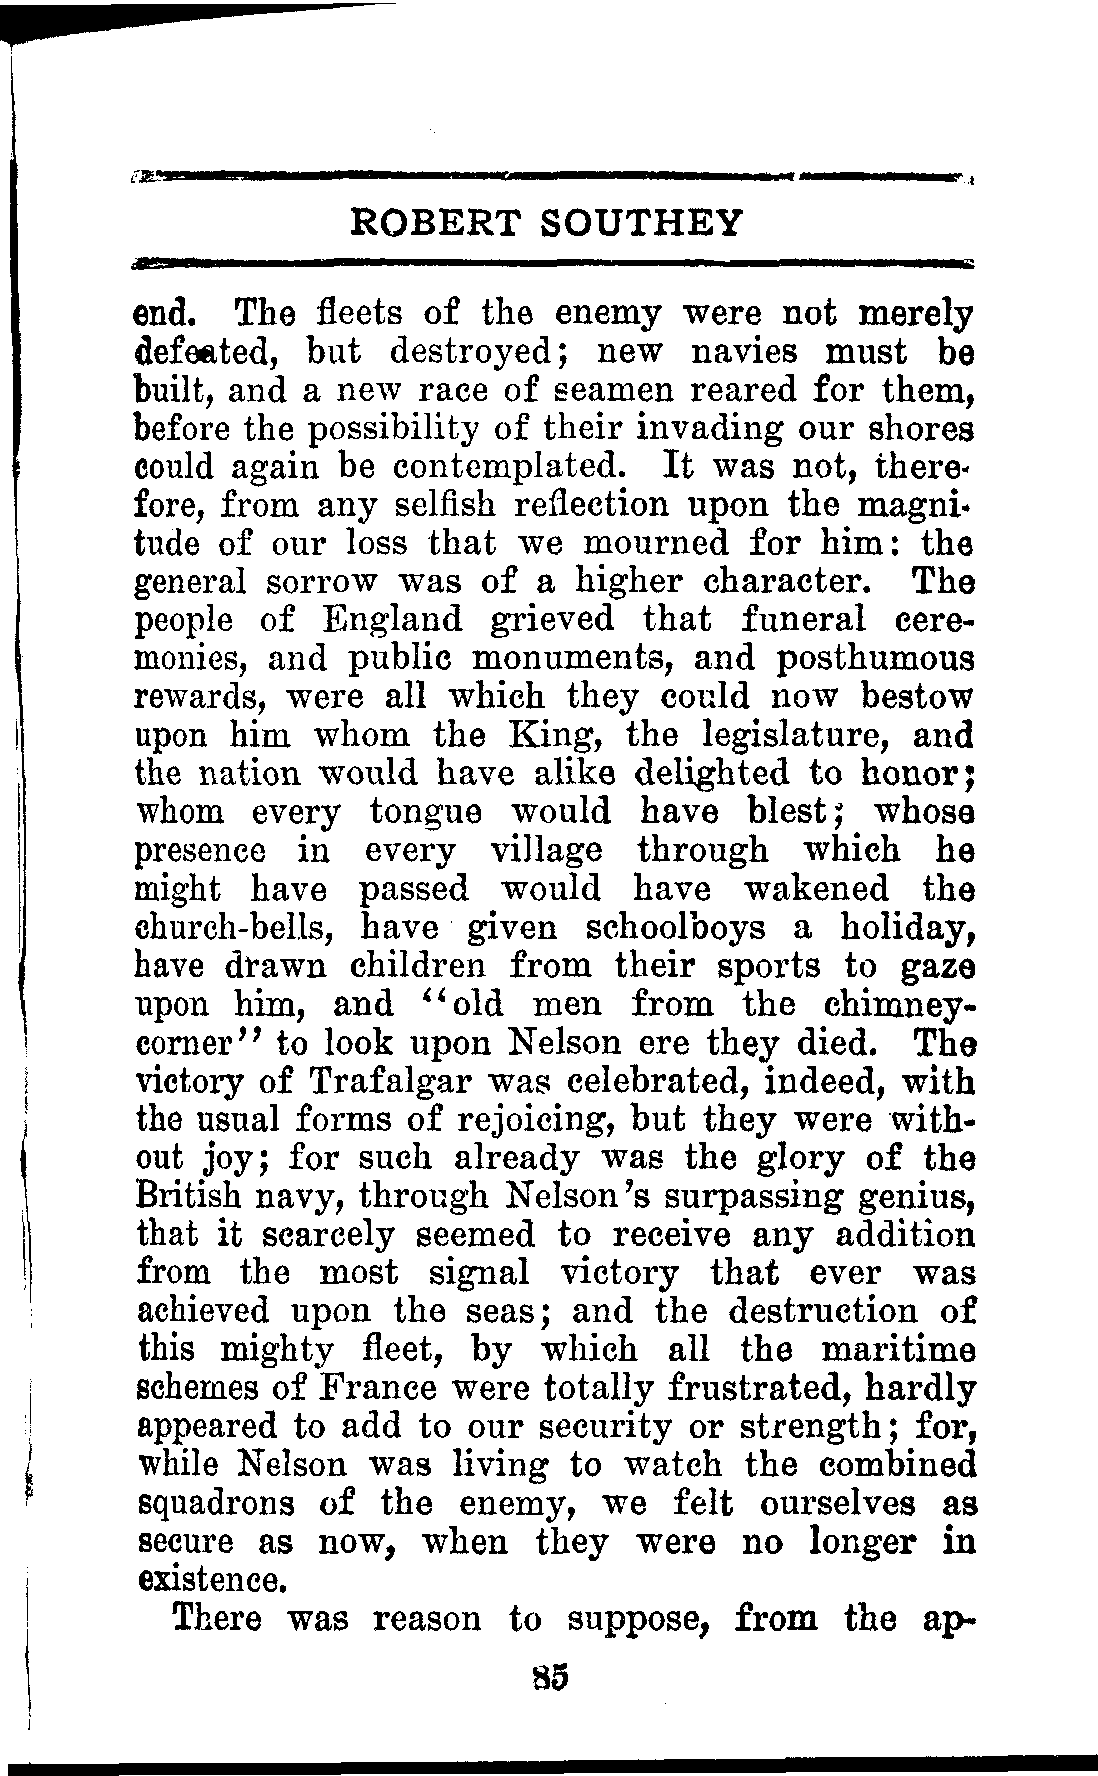 ROBERT SOUTHEY
end. The fleets of the enemy were not merely
defeated, but destroyed; new navies must be
built, and a new race of seamen reared for them,
before the possibility of their invading our shores
could again be contemplated. It was not, there-
fore, from any selfish reflection upon the magni-
tude of our loss that we mourned for him: the
general sorrow was of a higher character. The
people of England grieved that funeral cere-
monies, and public monuments, and posthumous
rewards, were all which they could now bestow
upon him whom the King, the legislature, and
the nation would have alike delighted to honor;
whom every tongue would have blest; whose
presence in every village through which he
might have passed would have wakened the
church-bells, have given schoolboys a holiday,
have drawn children from their sports to gaze
upon him, and "old men from the chimney-
corner" to look upon Nelson ere they died. The
victory of Trafalgar was celebrated, indeed, with
the usual forms of rejoicing, but they were with-
out joy; for such already was the glory of the
British navy, through Nelson's surpassing genius,
that it scarcely seemed to receive any addition
from the most signal victory that ever was
achieved upon the seas; and the destruction of
this mighty fleet, by which all the maritime
schemes of France were totally frustrated, hardly
appeared to add to our security or strength; for,
while Nelson was living to watch the combined
squadrons of the enemy, we felt ourselves as
secure as now, when they were no longer in
existence.
There was reason to suppose, from the ap-
85